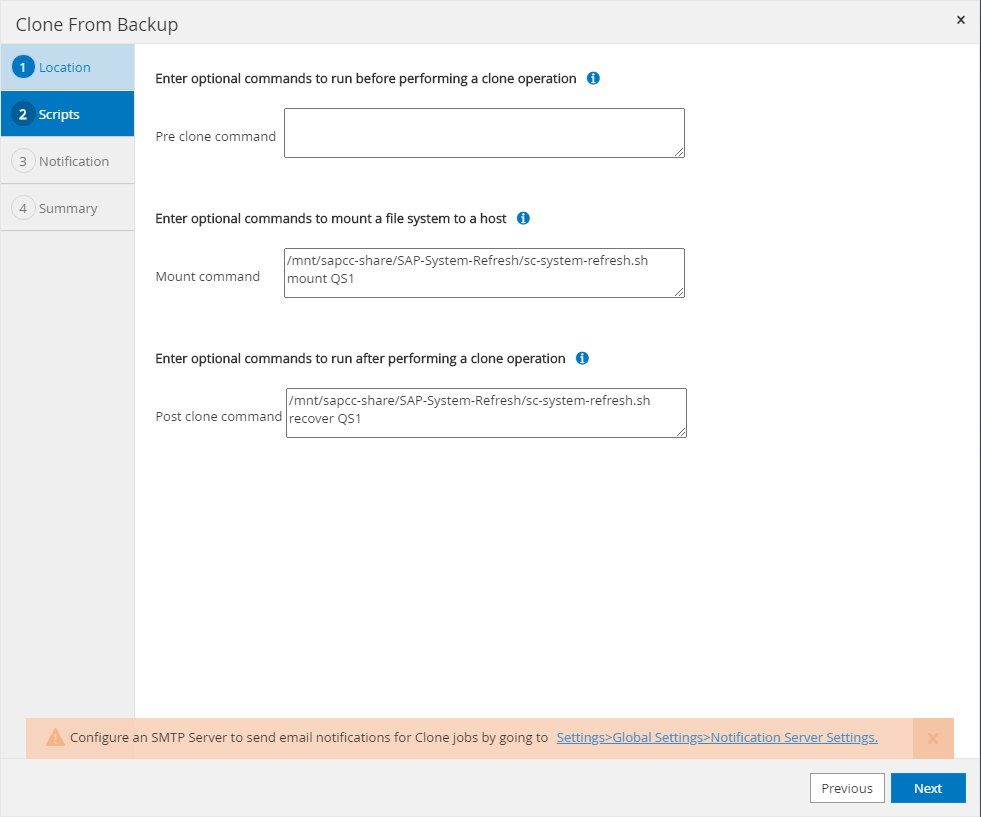 Clone From Backup
×
1 Location
2 Scripts
3 Notification
4 Summary
Enter optional commands to run before performing a clone operation i
Pre clone command
Enter optional commands to mount a file system to a host i
Mount command
/mnt/sapcc-share/SAP-System-Refresh/sc-system-refresh.sh
mount QS1
Enter optional commands to run after performing a clone operation i
Post clone command
/mnt/sapcc-share/SAP-System-Refresh/sc-system-refresh.sh
recover QS1
Configure an SMTP Server to send email notifications for Clone jobs by going to Settings>Global Settings>Notification Server Settings. ×
Previous Next